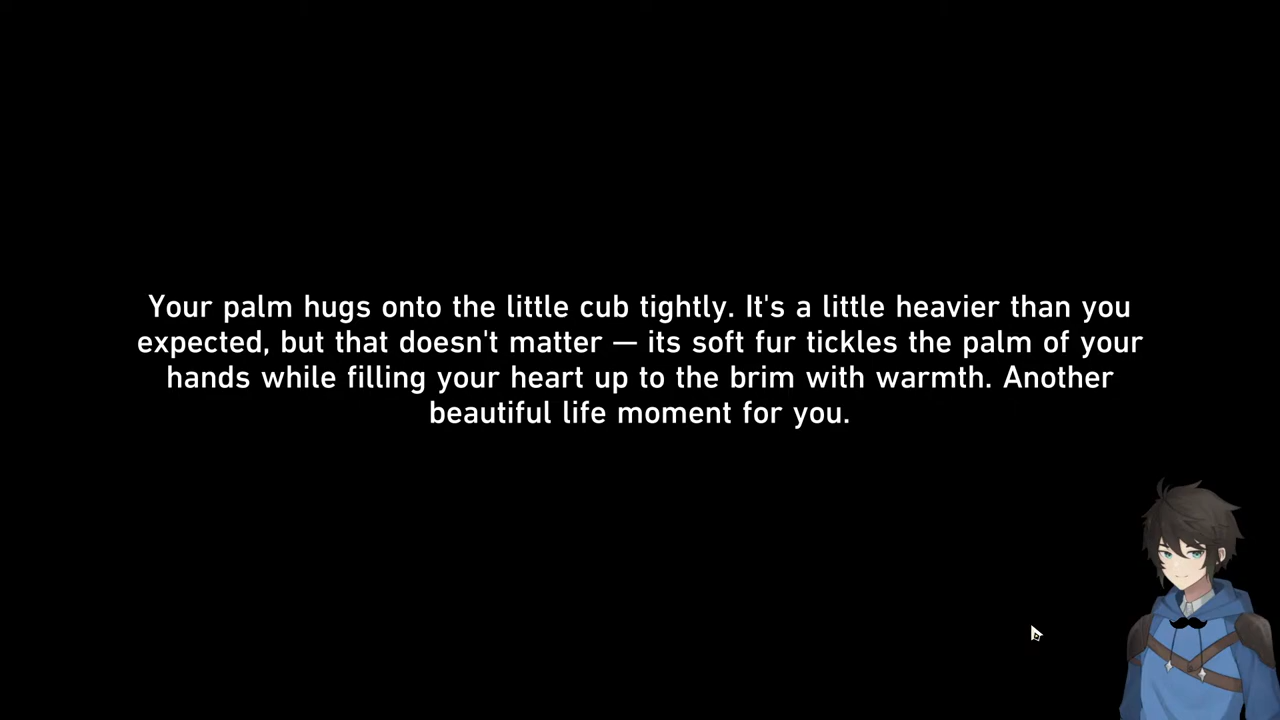 Your palm hugs onto the little cub tightly. It's a little heavier than you
expected, but that doesn't matter — its soft fur tickles the palm of your
hands while filling your heart up to the brim with warmth. Another
beautiful life moment for you.